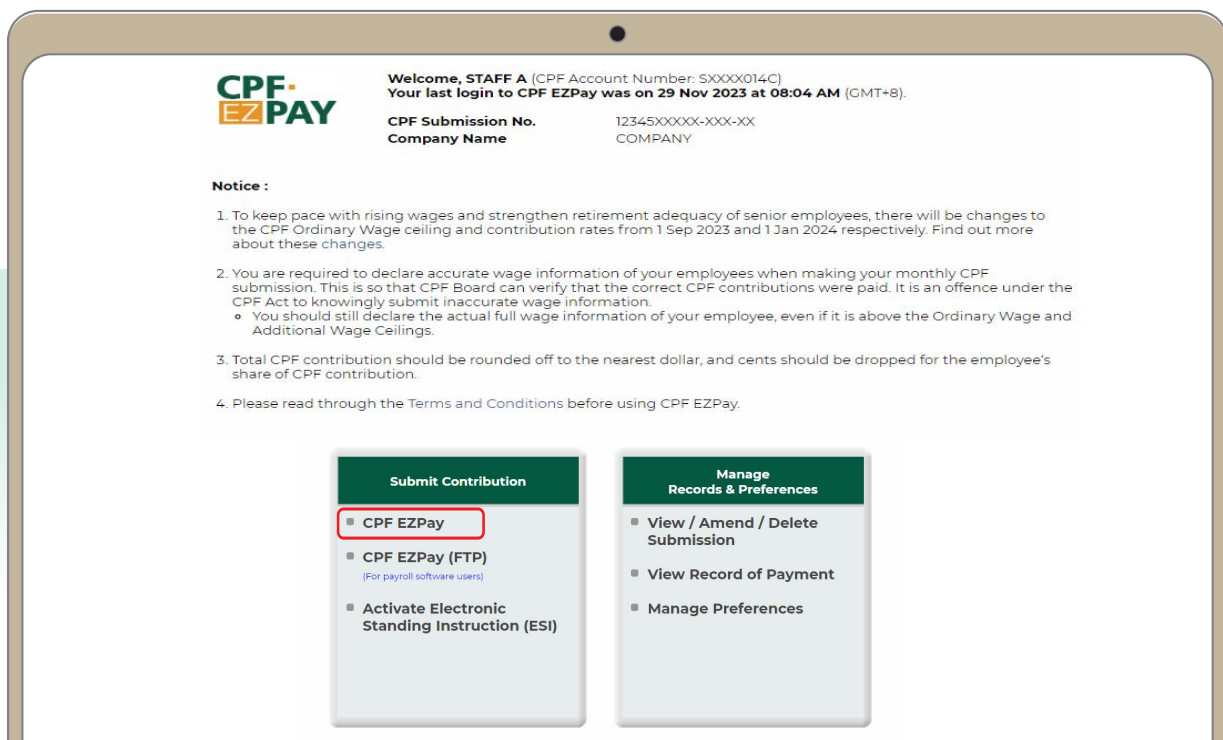 CPF-
EZ PAY
Welcome, STAFF A (CPF Account Number: SXXXX014C)
Your last login to CPF EZPay was on 29 Nov 2023 at 08:04 AM (GMT+8).
CPF Submission No. 12345XXXXX-XXX-XX
Company Name COMPANY
Notice :
1. To keep pace with rising wages and strengthen retirement adequacy of senior employees, there will be changes to
the CPF Ordinary Wage ceiling and contribution rates from 1 Sep 2023 and 1 Jan 2024 respectively. Find out more
about these changes.
2. You are required to declare accurate wage information of your employees when making your monthly CPF
submission. This is so that CPF Board can verify that the correct CPF contributions were paid. It is an offence under the
CPF Act to knowingly submit inaccurate wage information.
You should still declare the actual full wage information of your employee, even if it is above the Ordinary Wage and
Additional Wage Ceilings.
3. Total CPF contribution should be rounded off to the nearest dollar, and cents should be dropped for the employee's
share of CPF contribution.
4. Please read through the Terms and Conditions before using CPF EZPay.
Submit Contribution
CPF EZPay
CPF EZPay (FTP)
(For payroll software users)
Activate Electronic
Standing Instruction (ESI)
Manage
Records & Preferences
View / Amend / Delete
Submission
View Record of Payment
Manage Preferences